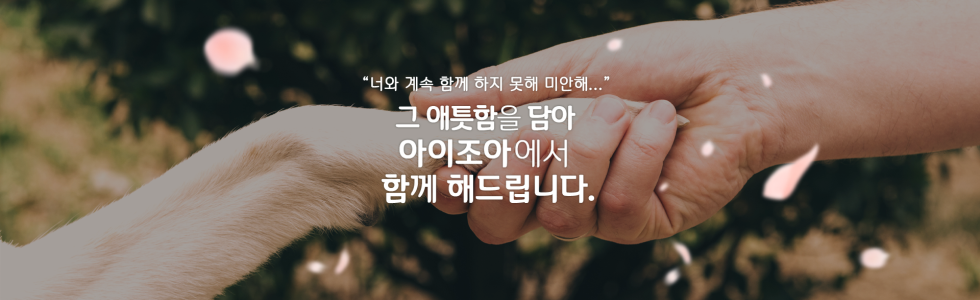 “너와 계속 함께 하지 못해 미안해...”
그 애틋함을 담아
아이조아에서
함께 해드립니다.